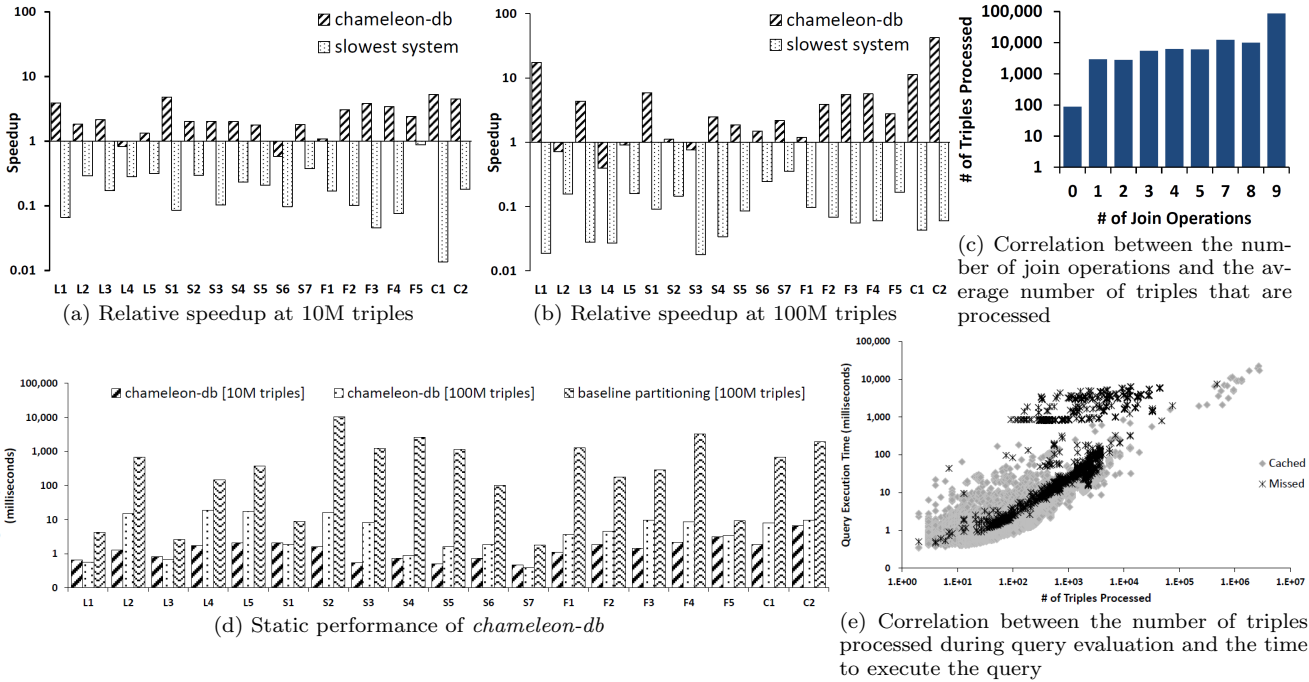 100
10
1
0.1
0.01
Speedup
chameleon-db
slowest system
L1 L2 L3 L4 L5 S1 S2 S3 S4 S5 S6 S7 F1 F2 F3 F4 F5 C1 C2
(a) Relative speedup at 10M triples
100
10
1
0.1
0.01
Speedup
chameleon-db
slowest system
L1 L2 L3 L4 L5 S1 S2 S3 S4 S5 S6 S7 F1 F2 F3 F4 F5 C1 C2
(b) Relative speedup at 100M triples
100,000
10,000
1,000
100
10
1
# of Triples Processed
0 1 2 3 4 5 7 8 9
# of Join Operations
(c) Correlation between the num-
ber of join operations and the av-
erage number of triples that are
processed
100,000
10,000
1,000
100
10
1
0
(milliseconds)
chameleon-db [10M triples] chameleon-db [100M triples] baseline partitioning [100M triples]
L1 L2 L3 L4 L5 S1 S2 S3 S4 S5 S6 S7 F1 F2 F3 F4 F5 C1 C2
(d) Static performance of chameleon-db
100,000
10,000
1,000
100
10
1
0
Query Execution Time (milliseconds)
Cached
Missed
1.E+00 1.E+01 1.E+02 1.E+03 1.E+04 1.E+05 1.E+06 1.E+07
# of Triples Processed
(e) Correlation between the number of triples
processed during query evaluation and the time
to execute the query